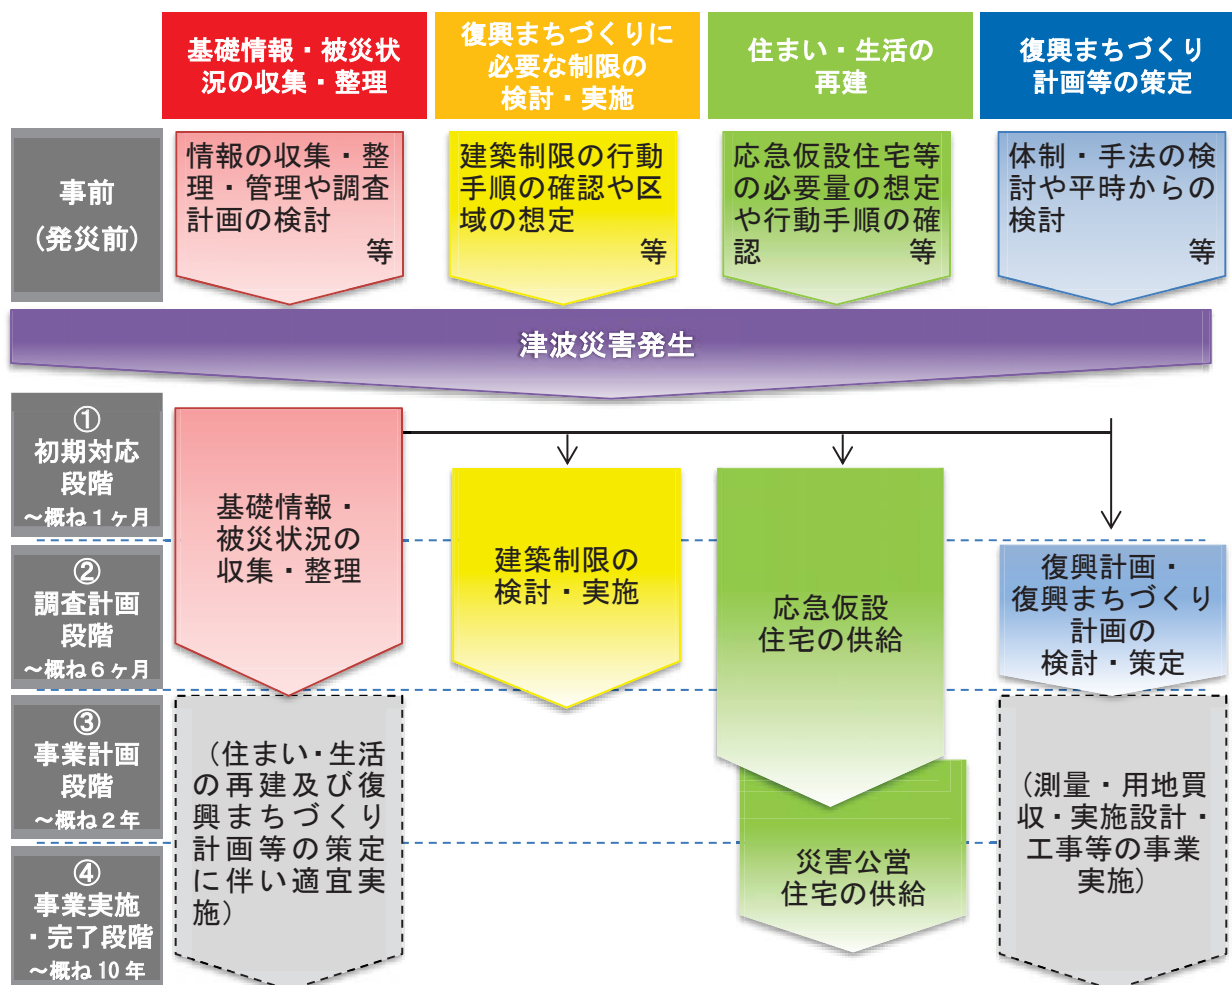 基礎情報・被災状
況の収集・整理
復興まちづくりに
必要な制限の
検討・実施
住まい・生活の
再建
復興まちづくり
計画等の策定
事前
(発災前)
情報の収集・整
理・管理や調査
計画の検討
等
建築制限の行動
手順の確認や区
域の想定
等
応急仮設住宅等
の必要量の想定
や行動手順の確
認 等
体制・手法の検
討や平時からの
検討
等
津波災害発生
①
初期対応
段階
~概ね1ヶ月
②
調査計画
段階
~概ね6ヶ月
③
事業計画
段階
~概ね2年
④
事業実施
・完了段階
~概ね10年
基礎情報・
被災状況の
収集・整理
建築制限の
検討・実施
応急仮設
住宅の供給
復興計画・
復興まちづくり
計画の
検討・策定
(住まい・生活
の再建及び復
興まちづくり
計画等の策定
に伴い適宜実
施)
災害公営
住宅の供給
(測量・用地買
収・実施設計・
工事等の事業
実施)